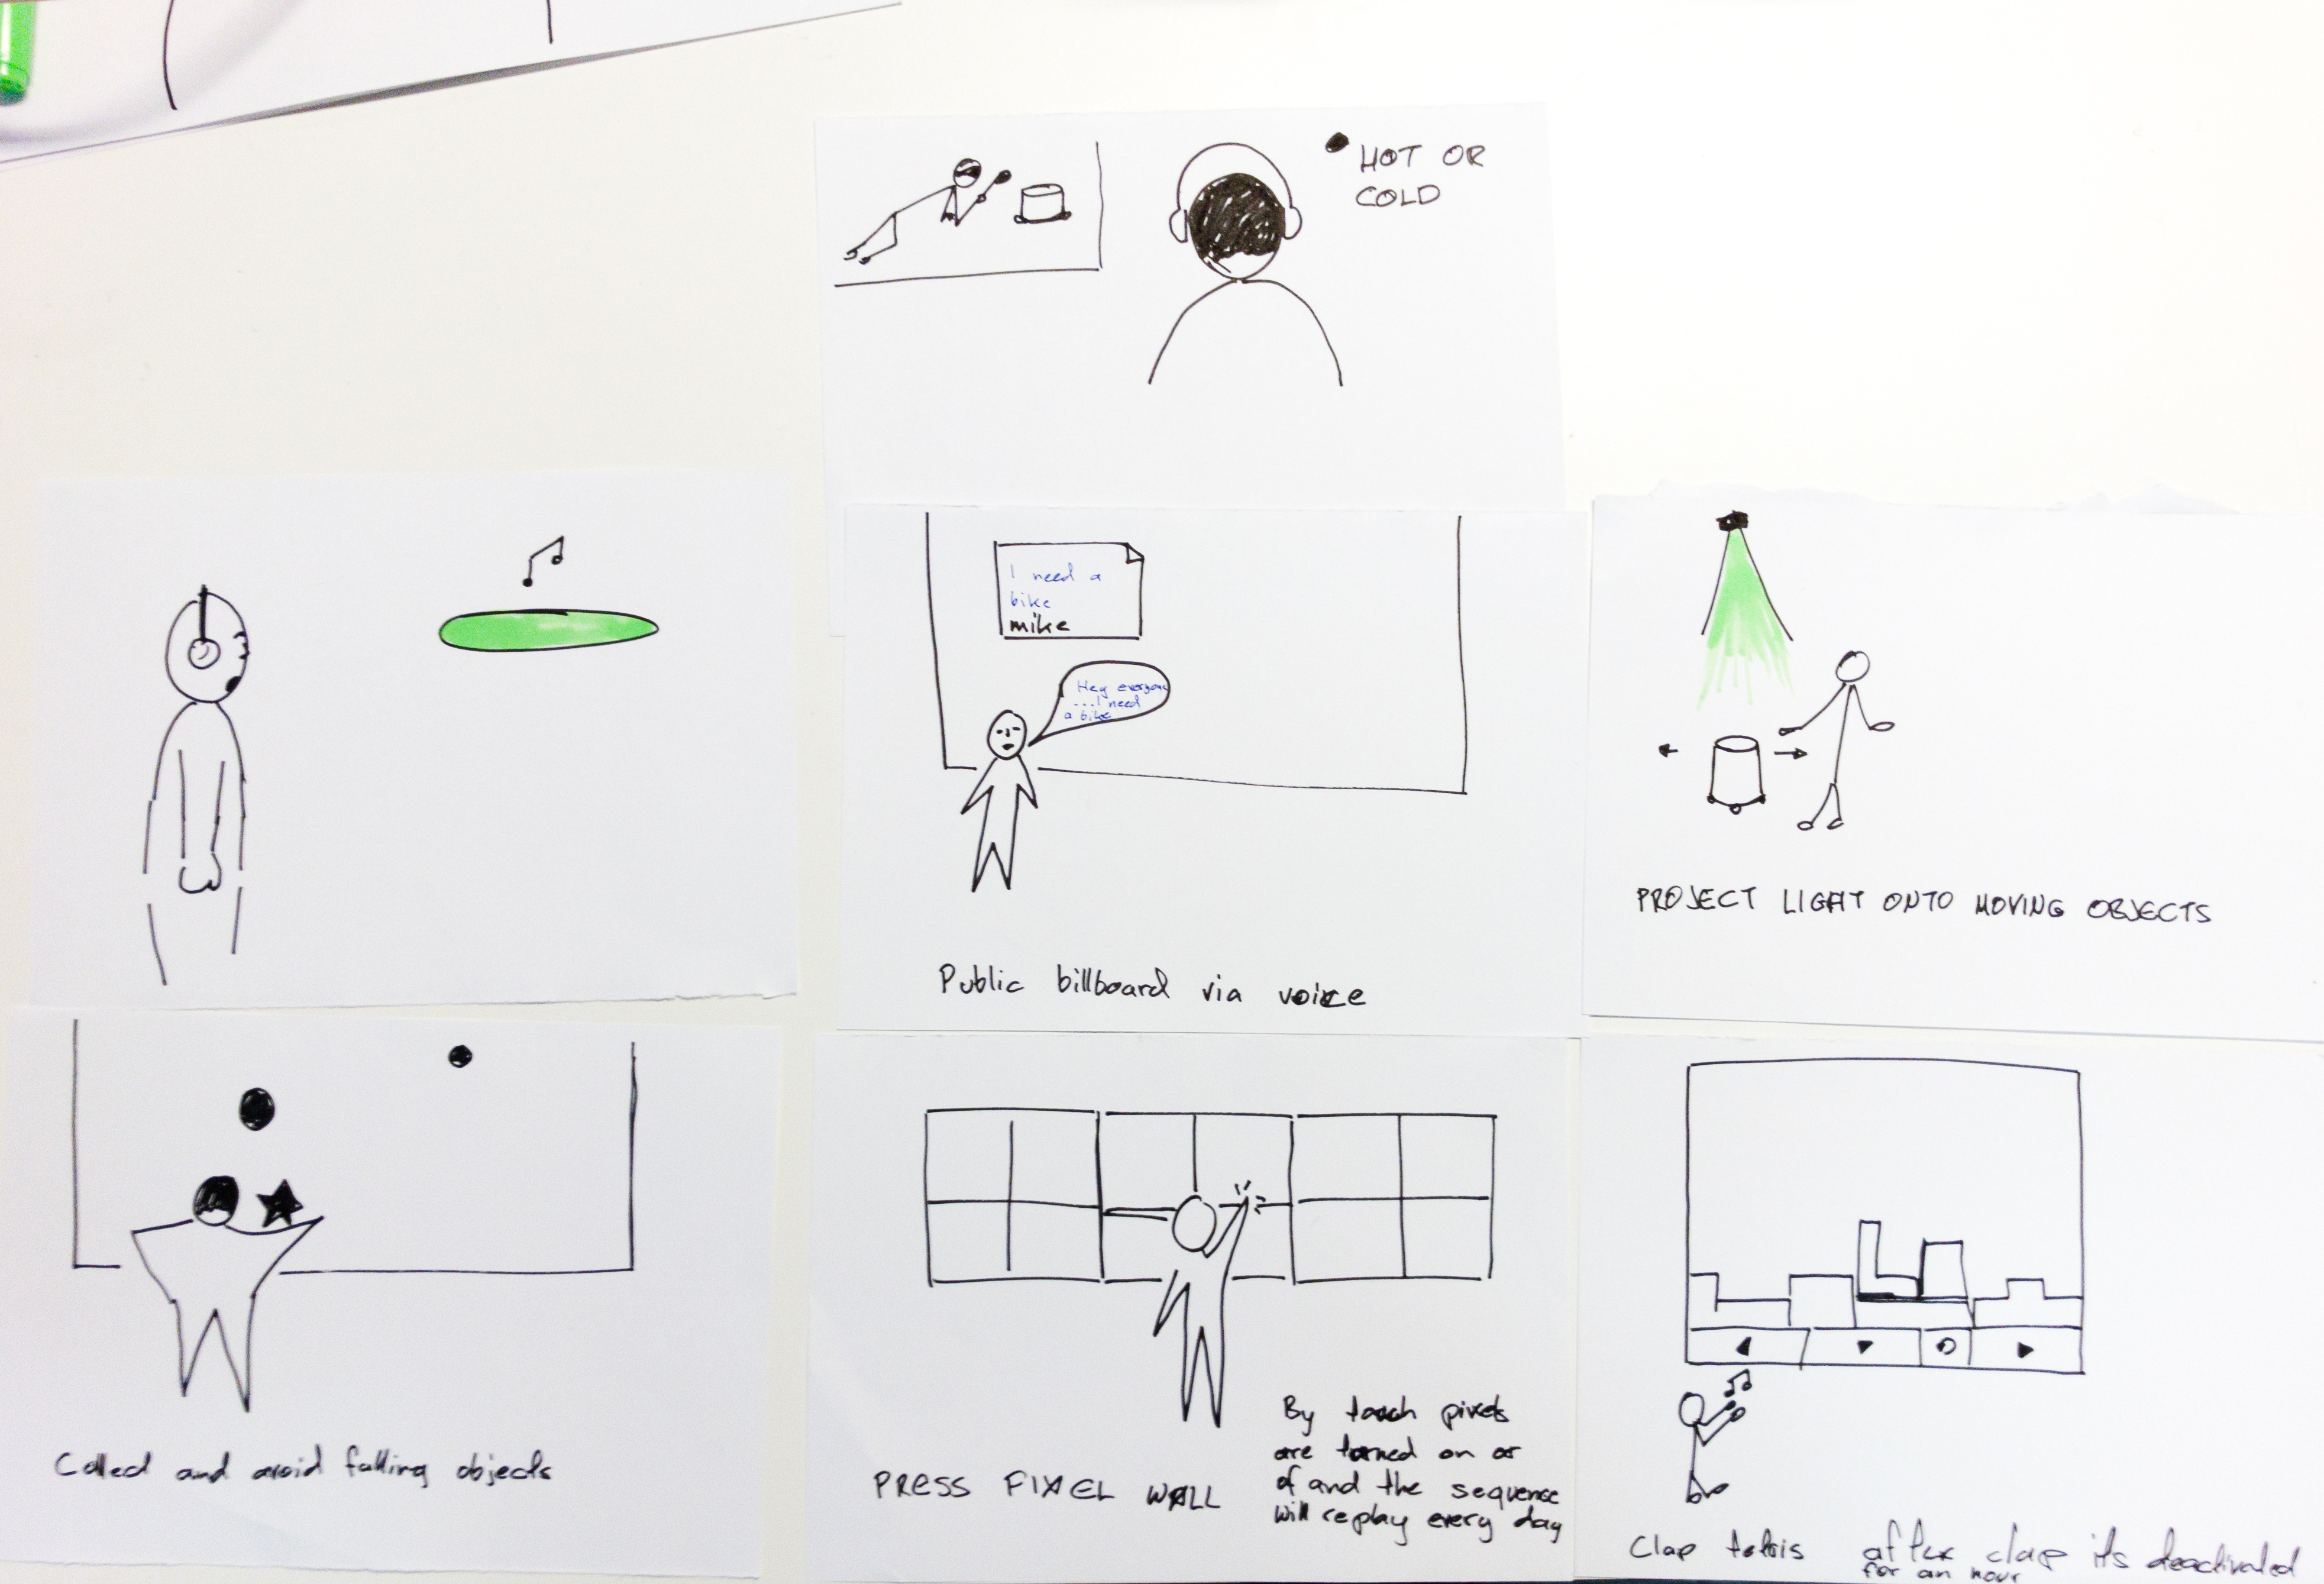 HOT OR
COLD
I need a
bike
mike
Hey everyone
...I need
a bike
Public billboard via voice
PROJECT LIGHT ONTO MOVING OBJECTS
Collect and avoid falling objects
PRESS PIXEL WALL
By touch pixels
are turned on or
of and the sequence
will replay every day
Clap tetris
after clap its deactivated
for an hour